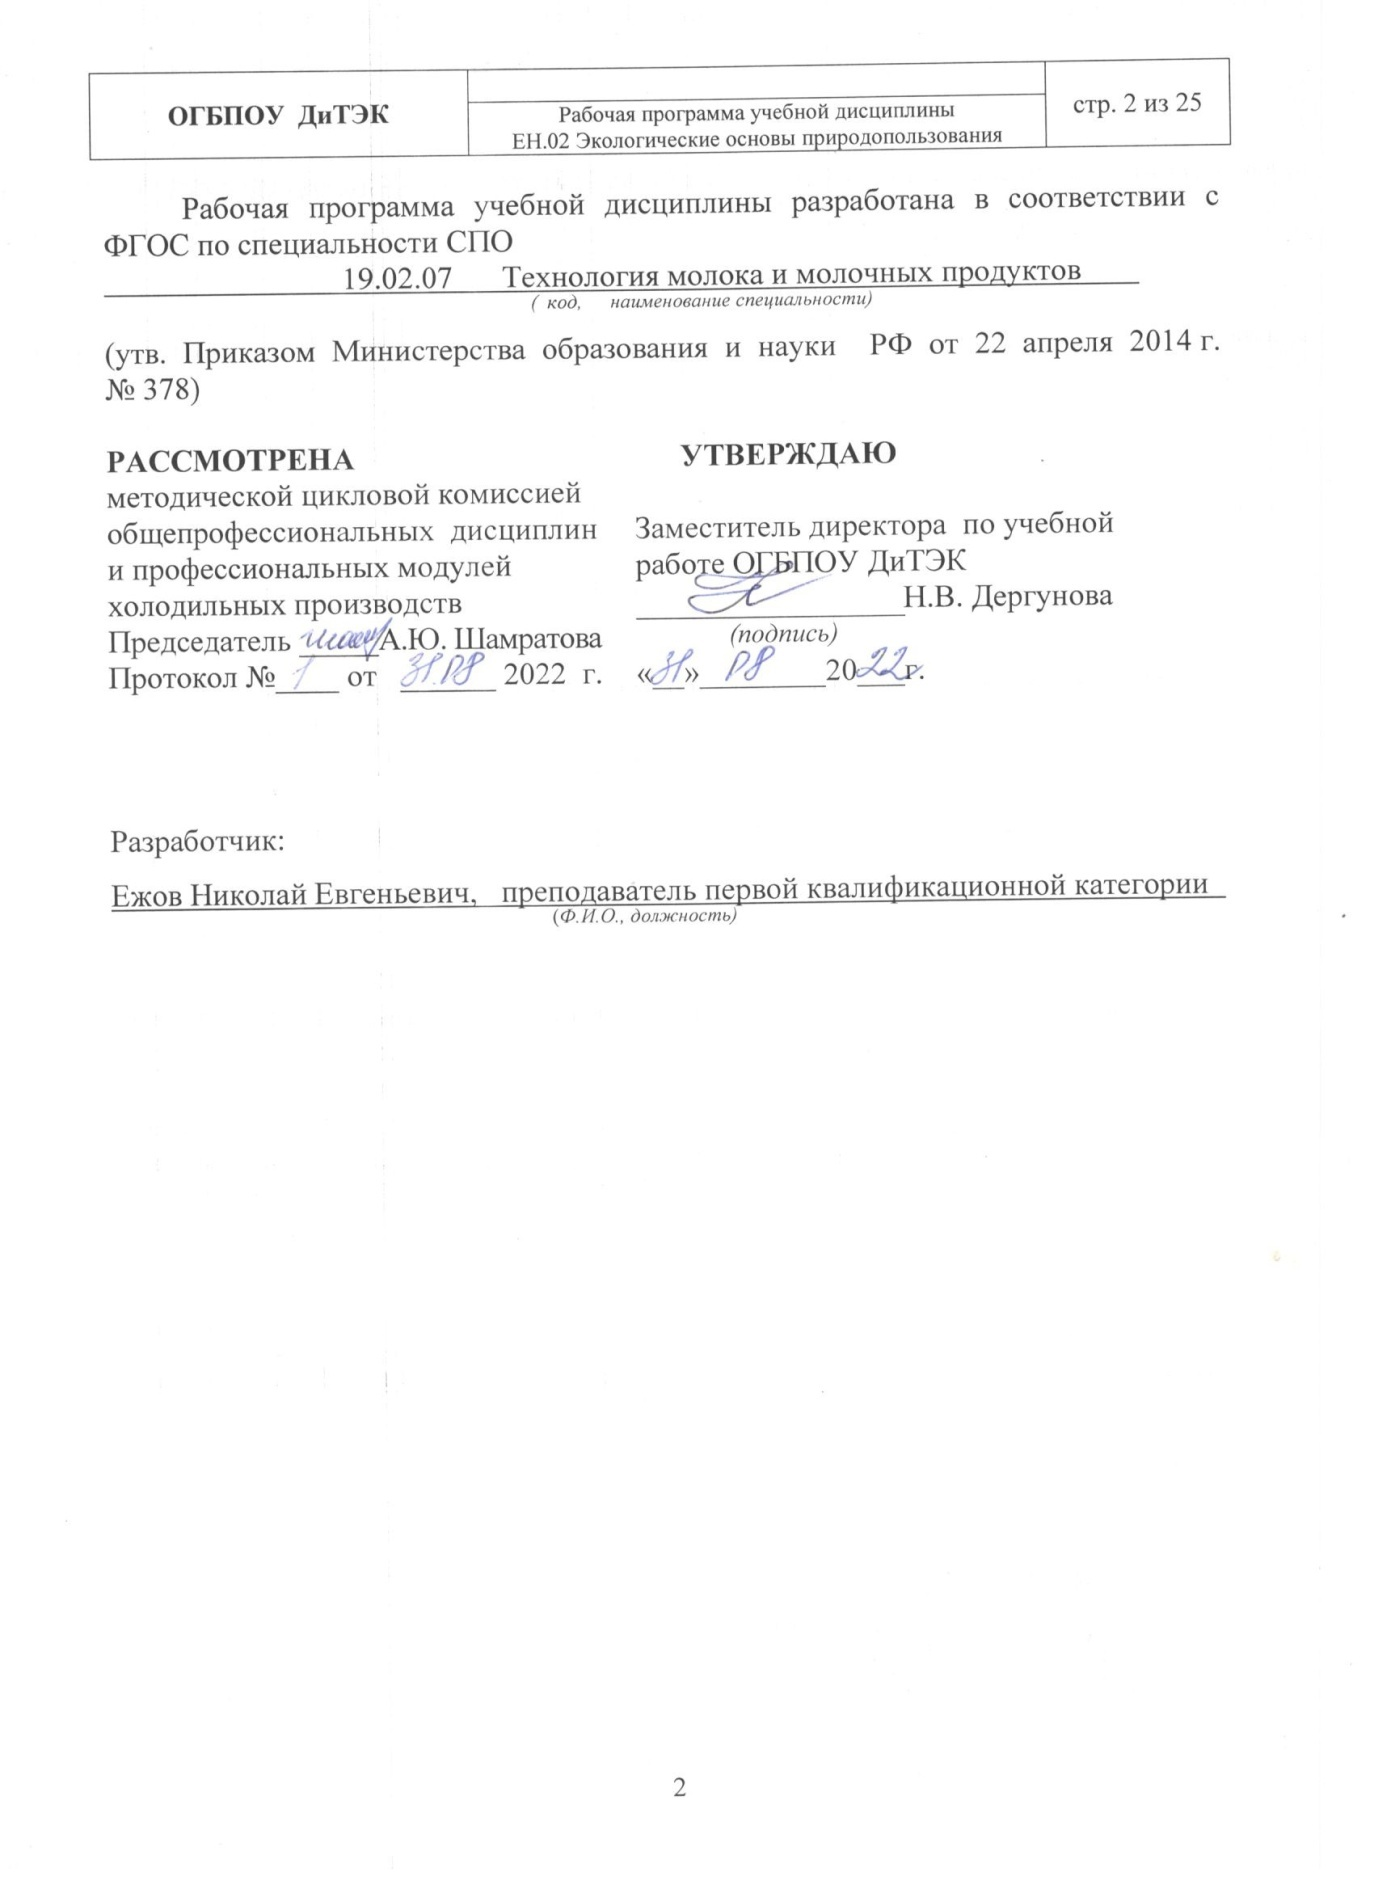 ОГБПОУ ДиТЭК
Рабочая программа учебной дисциплины
ЕН.02 Экологические основы природопользования
стр. 2 из 25
Рабочая программа учебной дисциплины разработана в соответствии с
ФГОС по специальности СПО
19.02.07 Технология молока и молочных продуктов
( код, наименование специальности)
(утв. Приказом Министерства образования и науки РФ от 22 апреля 2014 г.
№ 378)
РАССМОТРЕНА
методической цикловой комиссией
общепрофессиональных дисциплин
и профессиональных модулей
холодильных производств
Председатель А.Ю. Шамратова
Протокол № 1 от 31.08 2022 г.
УТВЕРЖДАЮ
Заместитель директора по учебной
работе ОГБПОУ ДиТЭК
Н.В. Дергунова
(подпись)
«31» 08 2022г.
Разработчик:
Ежов Николай Евгеньевич, преподаватель первой квалификационной категории
(Ф.И.О., должность)
2